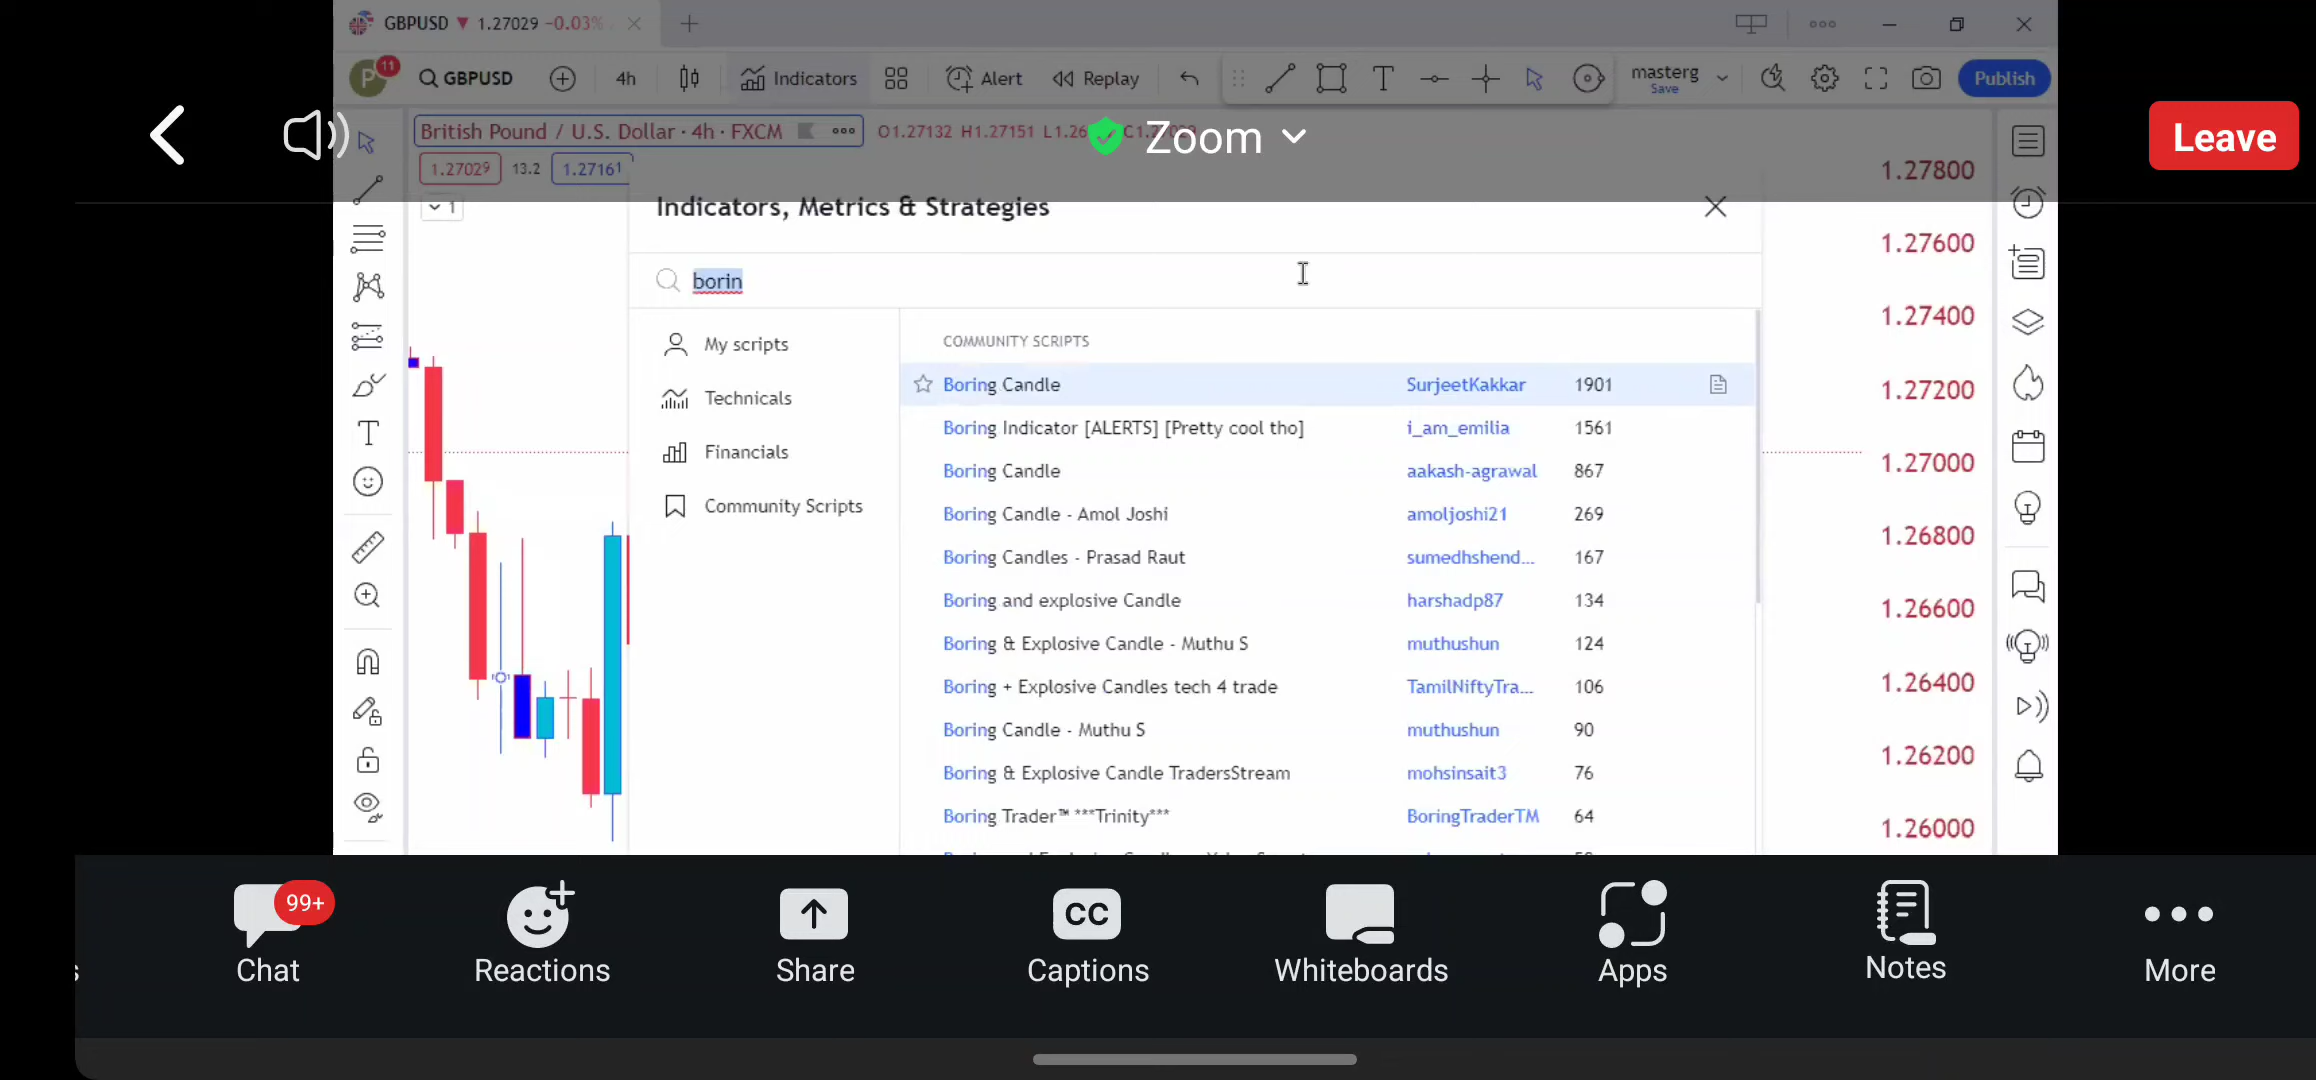 GBPUSD ▼ 1.27029 -0.03%
P 11 GBPUSD 4h Indicators Alert Replay T masterg Save Publish
British Pound / U.S. Dollar · 4h · FXCM O1.27132 H1.27151 L1.26
Zoom
Leave
1.27029 13.2 1.27161
1
Indicators, Metrics & Strategies
borin
My scripts
Technicals
Financials
Community Scripts
COMMUNITY SCRIPTS
Boring Candle SurjeetKakkar 1901
Boring Indicator [ALERTS] [Pretty cool tho] i_am_emilia 1561
Boring Candle aakash-agrawal 867
Boring Candle - Amol Joshi amoljoshi21 269
Boring Candles - Prasad Raut sumedhshend... 167
Boring and explosive Candle harshadp87 134
Boring & Explosive Candle - Muthu S muthushun 124
Boring + Explosive Candles tech 4 trade TamilNiftyTra... 106
Boring Candle - Muthu S muthushun 90
Boring & Explosive Candle TradersStream mohsinsait3 76
Boring Trader™ ***Trinity*** BoringTraderTM 64
1.27800
1.27600
1.27400
1.27200
1.27000
1.26800
1.26600
1.26400
1.26200
1.26000
99+
CC
Chat
Reactions
Share
Captions
Whiteboards
Apps
Notes
More